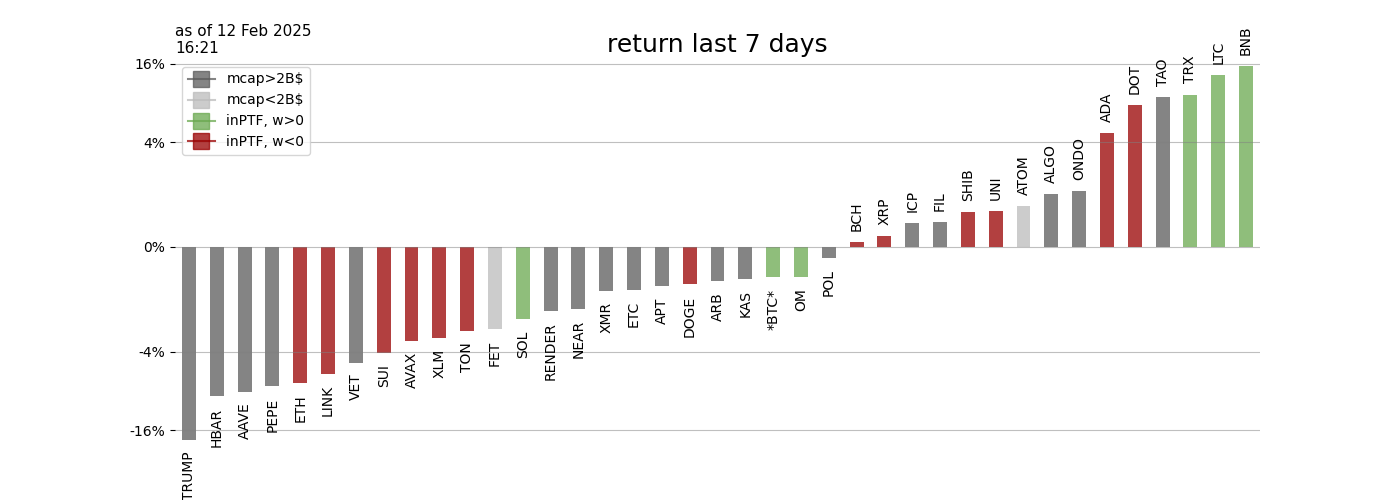 as of 12 Feb 2025
16:21
return last 7 days
mcap>2B$
mcap<2B$
inPTF, w>0
inPTF, w<0
16%
4%
0%
-4%
-16%
TRUMP
HBAR
AAVE
PEPE
ETH
LINK
VET
SUI
AVAX
XLM
TON
FET
SOL
RENDER
NEAR
XMR
ETC
APT
DOGE
ARB
KAS
*BTC*
OM
POL
BCH
XRP
ICP
FIL
SHIB
UNI
ATOM
ALGO
ONDO
ADA
DOT
TAO
TRX
LTC
BNB